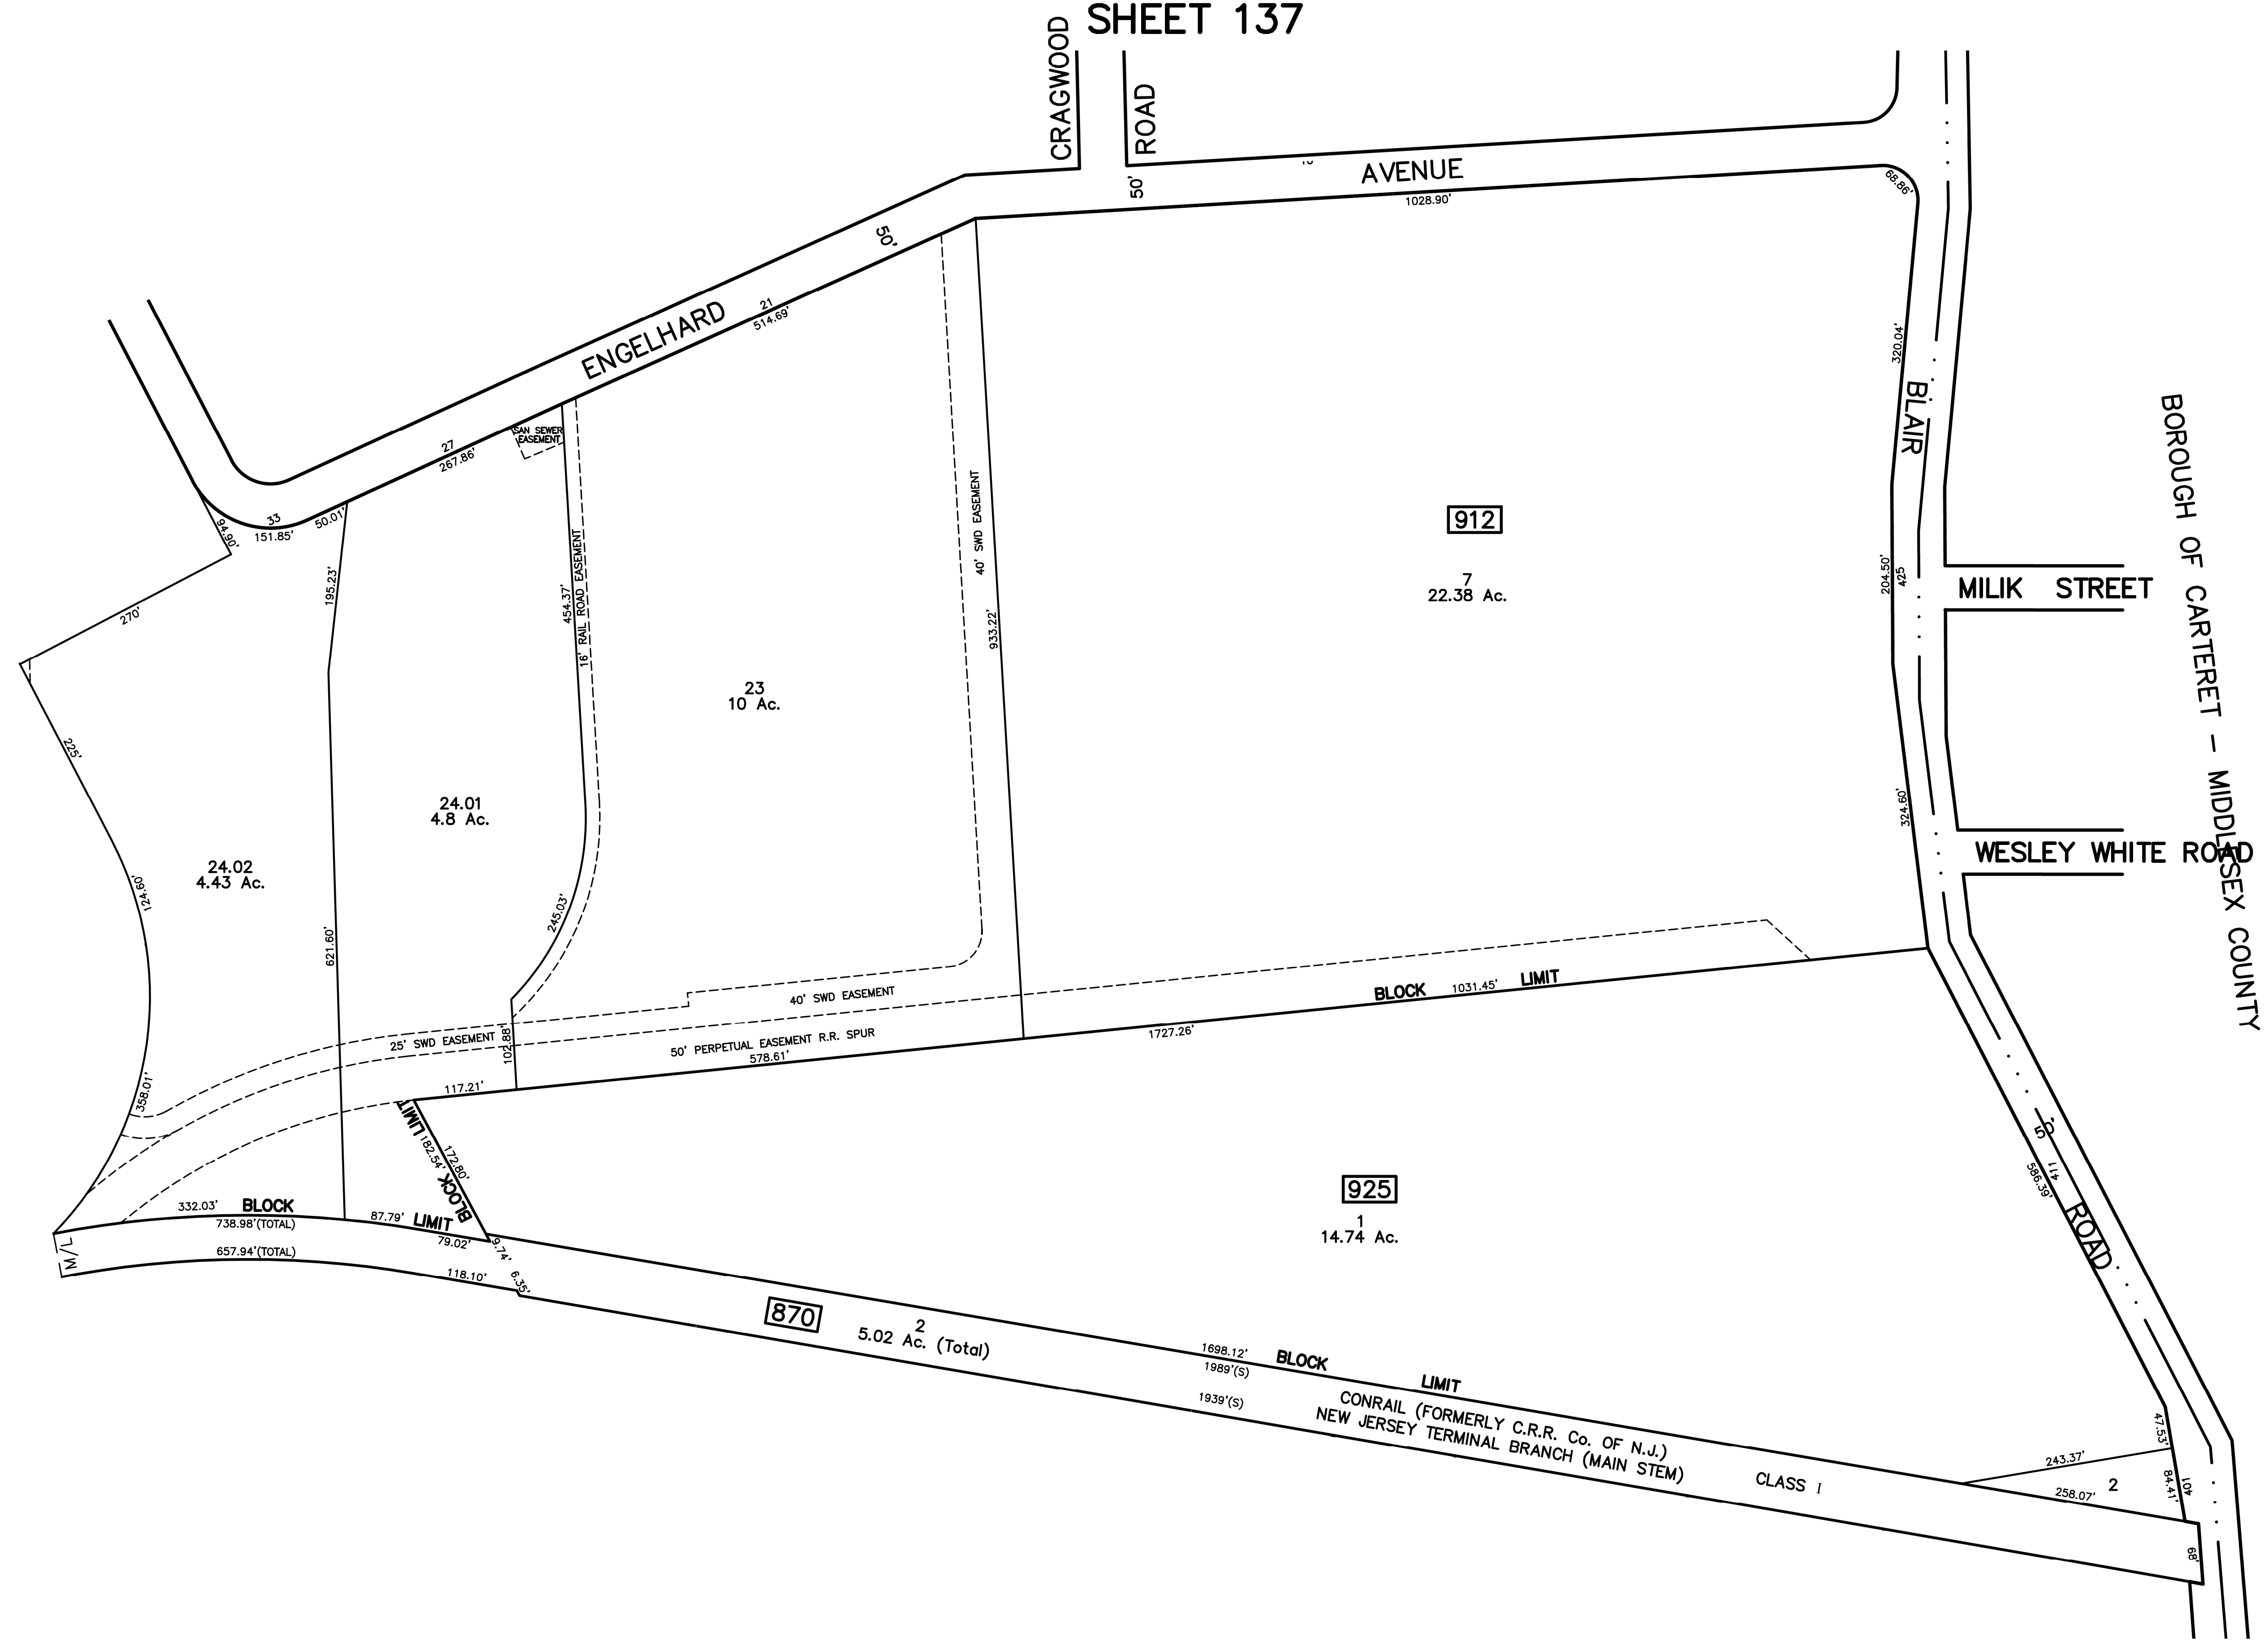 SHEET 137
CRAGWOOD
ROAD
50'
AVENUE
1028.90'
68.86'
50'
ENGELHARD
21
514.69'
320.04'
BLAIR
BOROUGH OF CARTERET - MIDDLESEX COUNTY
SAN SEWER
EASEMENT
27
267.86'
33
151.85'
50.01'
94.90'
270'
225'
195.23'
454.37'
16' RAIL ROAD EASEMENT
40' SWD EASEMENT
933.22'
912
7
22.38 Ac.
204.50'
425
MILIK STREET
23
10 Ac.
24.01
4.8 Ac.
24.02
4.43 Ac.
124.60'
621.60'
245.03'
324.60'
WESLEY WHITE ROAD
40' SWD EASEMENT
BLOCK 1031.45' LIMIT
25' SWD EASEMENT
102.88'
50' PERPETUAL EASEMENT R.R. SPUR
578.61'
1727.26'
358.01'
117.21'
BLOCK LIMIT
182.54'
172.80'
50'
586.39'
411
ROAD
925
1
14.74 Ac.
332.03' BLOCK
738.98'(TOTAL)
87.79' LIMIT
79.02'
657.94'(TOTAL)
M/L
118.10'
9.74'
6.35'
870
2
5.02 Ac. (Total)
1698.12' BLOCK LIMIT
1989'(S)
1939'(S)
CONRAIL (FORMERLY C.R.R. Co. OF N.J.)
NEW JERSEY TERMINAL BRANCH (MAIN STEM)
CLASS I
47.53'
243.37'
2
258.07'
84.41'
401
68'